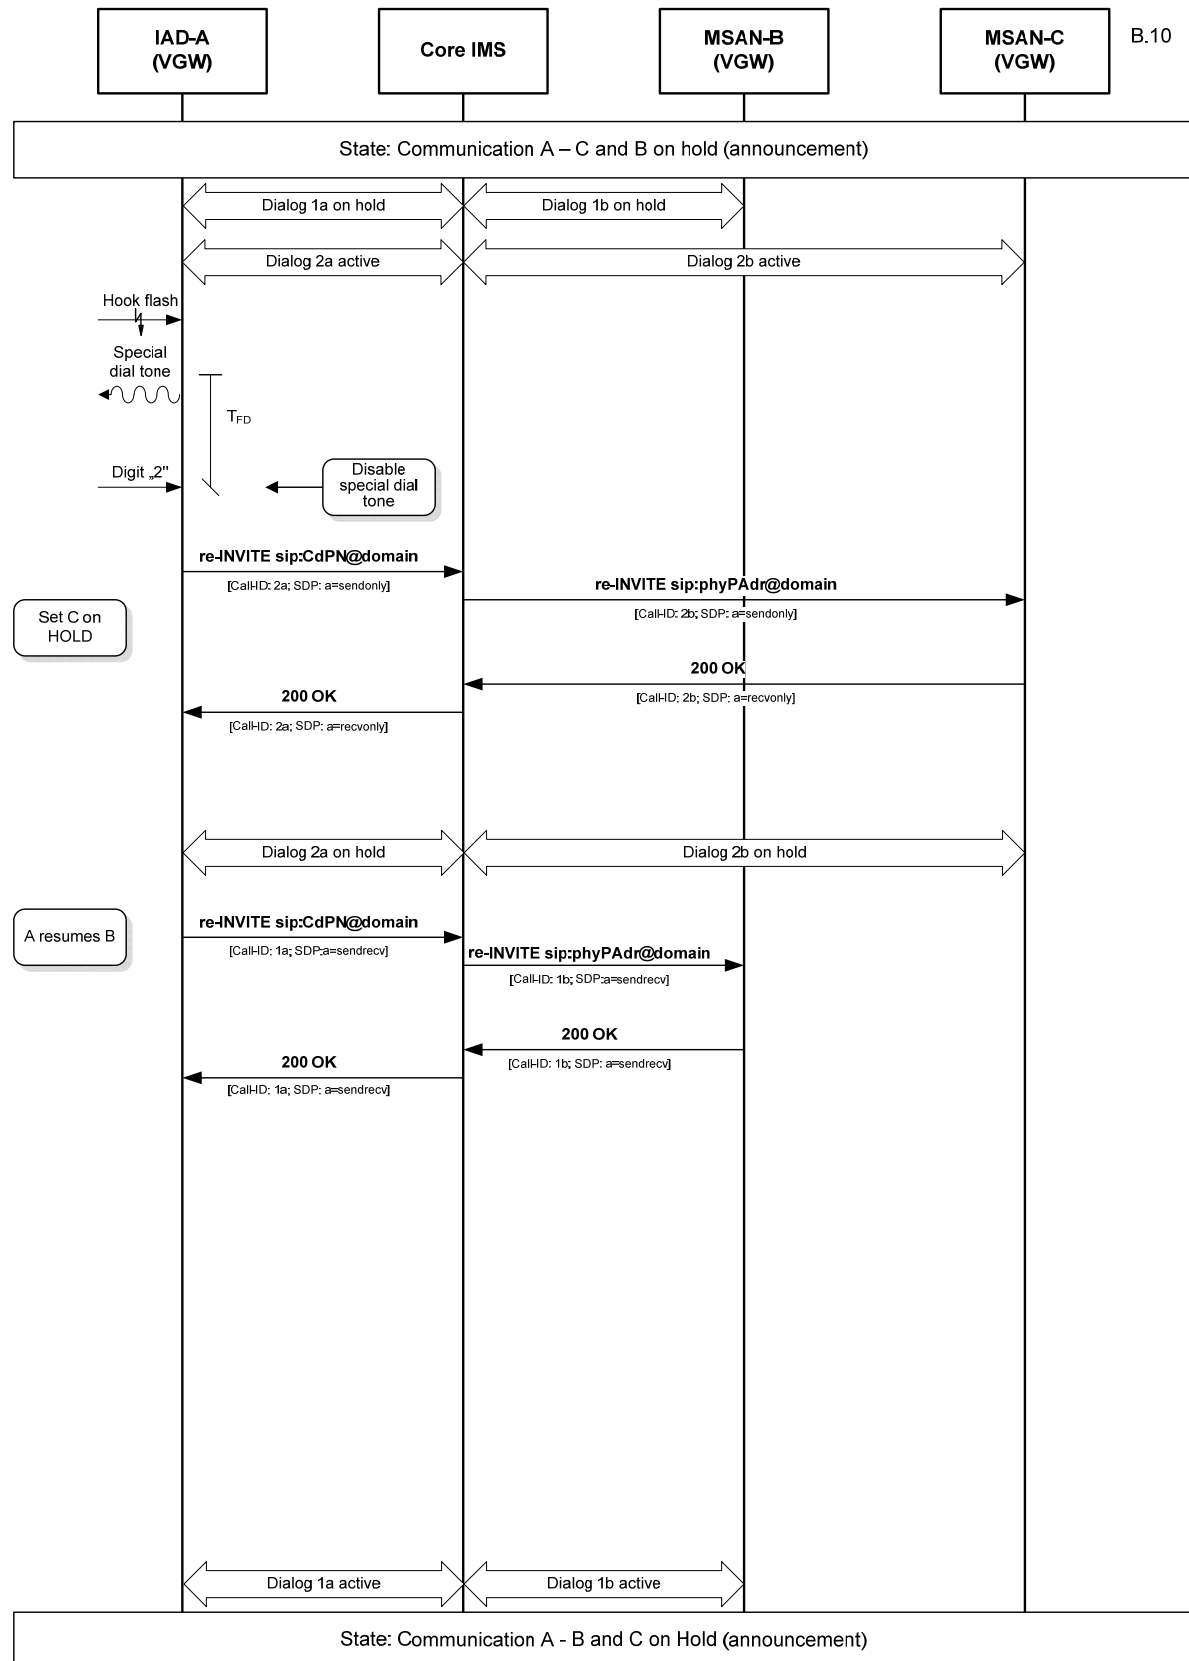 IAD-A
(VGW)
Core IMS
MSAN-B
(VGW)
MSAN-C
(VGW)
B.10
State: Communication A – C and B on hold (announcement)
Dialog 1a on hold
Dialog 1b on hold
Dialog 2a active
Dialog 2b active
Hook flash
Special
dial tone
TFD
Digit „2"
Disable
special dial
tone
re-INVITE sip:CdPN@domain
[Call-ID: 2a; SDP: a=sendonly]
re-INVITE sip:phyPAdr@domain
[Call-ID: 2b; SDP: a=sendonly]
Set C on
HOLD
200 OK
[Call-ID: 2b; SDP: a=recvonly]
200 OK
[Call-ID: 2a; SDP: a=recvonly]
Dialog 2a on hold
Dialog 2b on hold
A resumes B
re-INVITE sip:CdPN@domain
[Call-ID: 1a; SDP:a=sendrecv]
re-INVITE sip:phyPAdr@domain
[Call-ID: 1b; SDP:a=sendrecv]
200 OK
[Call-ID: 1b; SDP: a=sendrecv]
200 OK
[Call-ID: 1a; SDP: a=sendrecv]
Dialog 1a active
Dialog 1b active
State: Communication A - B and C on Hold (announcement)